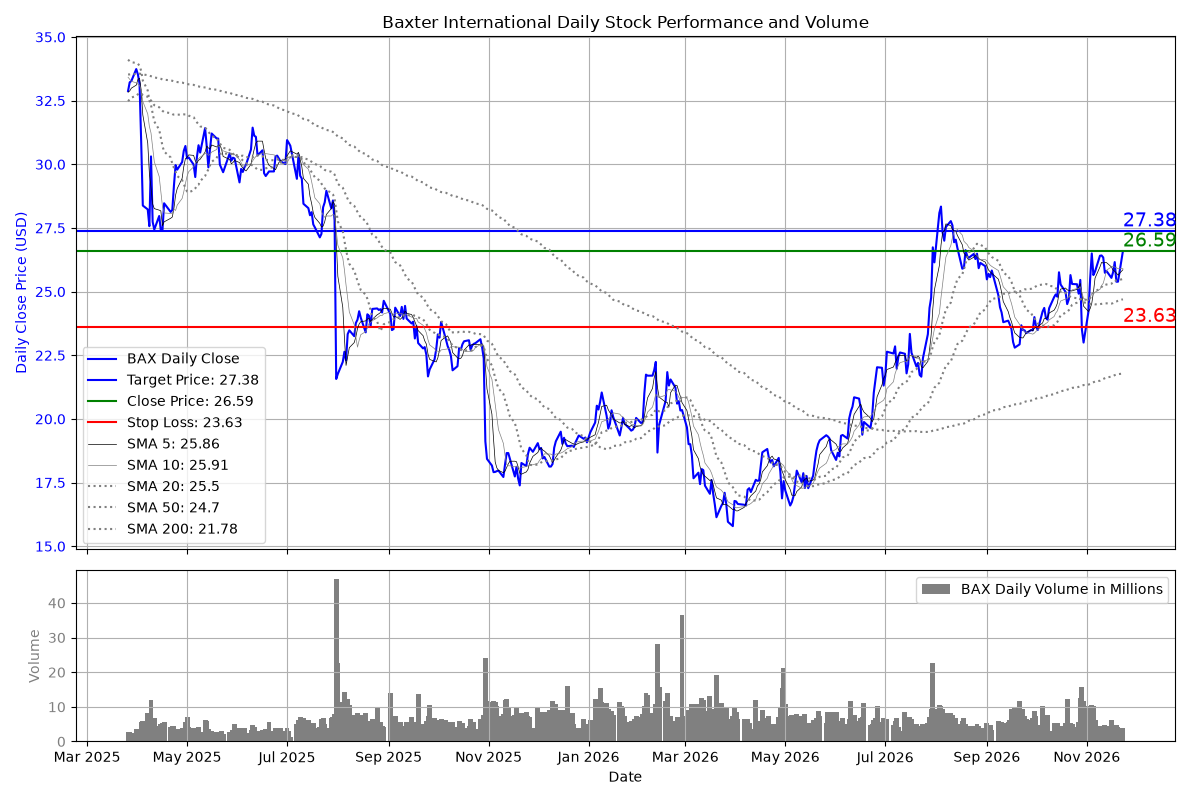 Baxter International Daily Stock Performance and Volume
35.0
32.5
30.0
27.5
25.0
22.5
20.0
17.5
15.0
Daily Close Price (USD)
27.38
26.59
23.63
BAX Daily Close
Target Price: 27.38
Close Price: 26.59
Stop Loss: 23.63
SMA 5: 25.86
SMA 10: 25.91
SMA 20: 25.5
SMA 50: 24.7
SMA 200: 21.78
BAX Daily Volume in Millions
40
30
20
10
0
Volume
Mar 2025 May 2025 Jul 2025 Sep 2025 Nov 2025 Jan 2026 Mar 2026 May 2026 Jul 2026 Sep 2026 Nov 2026
Date